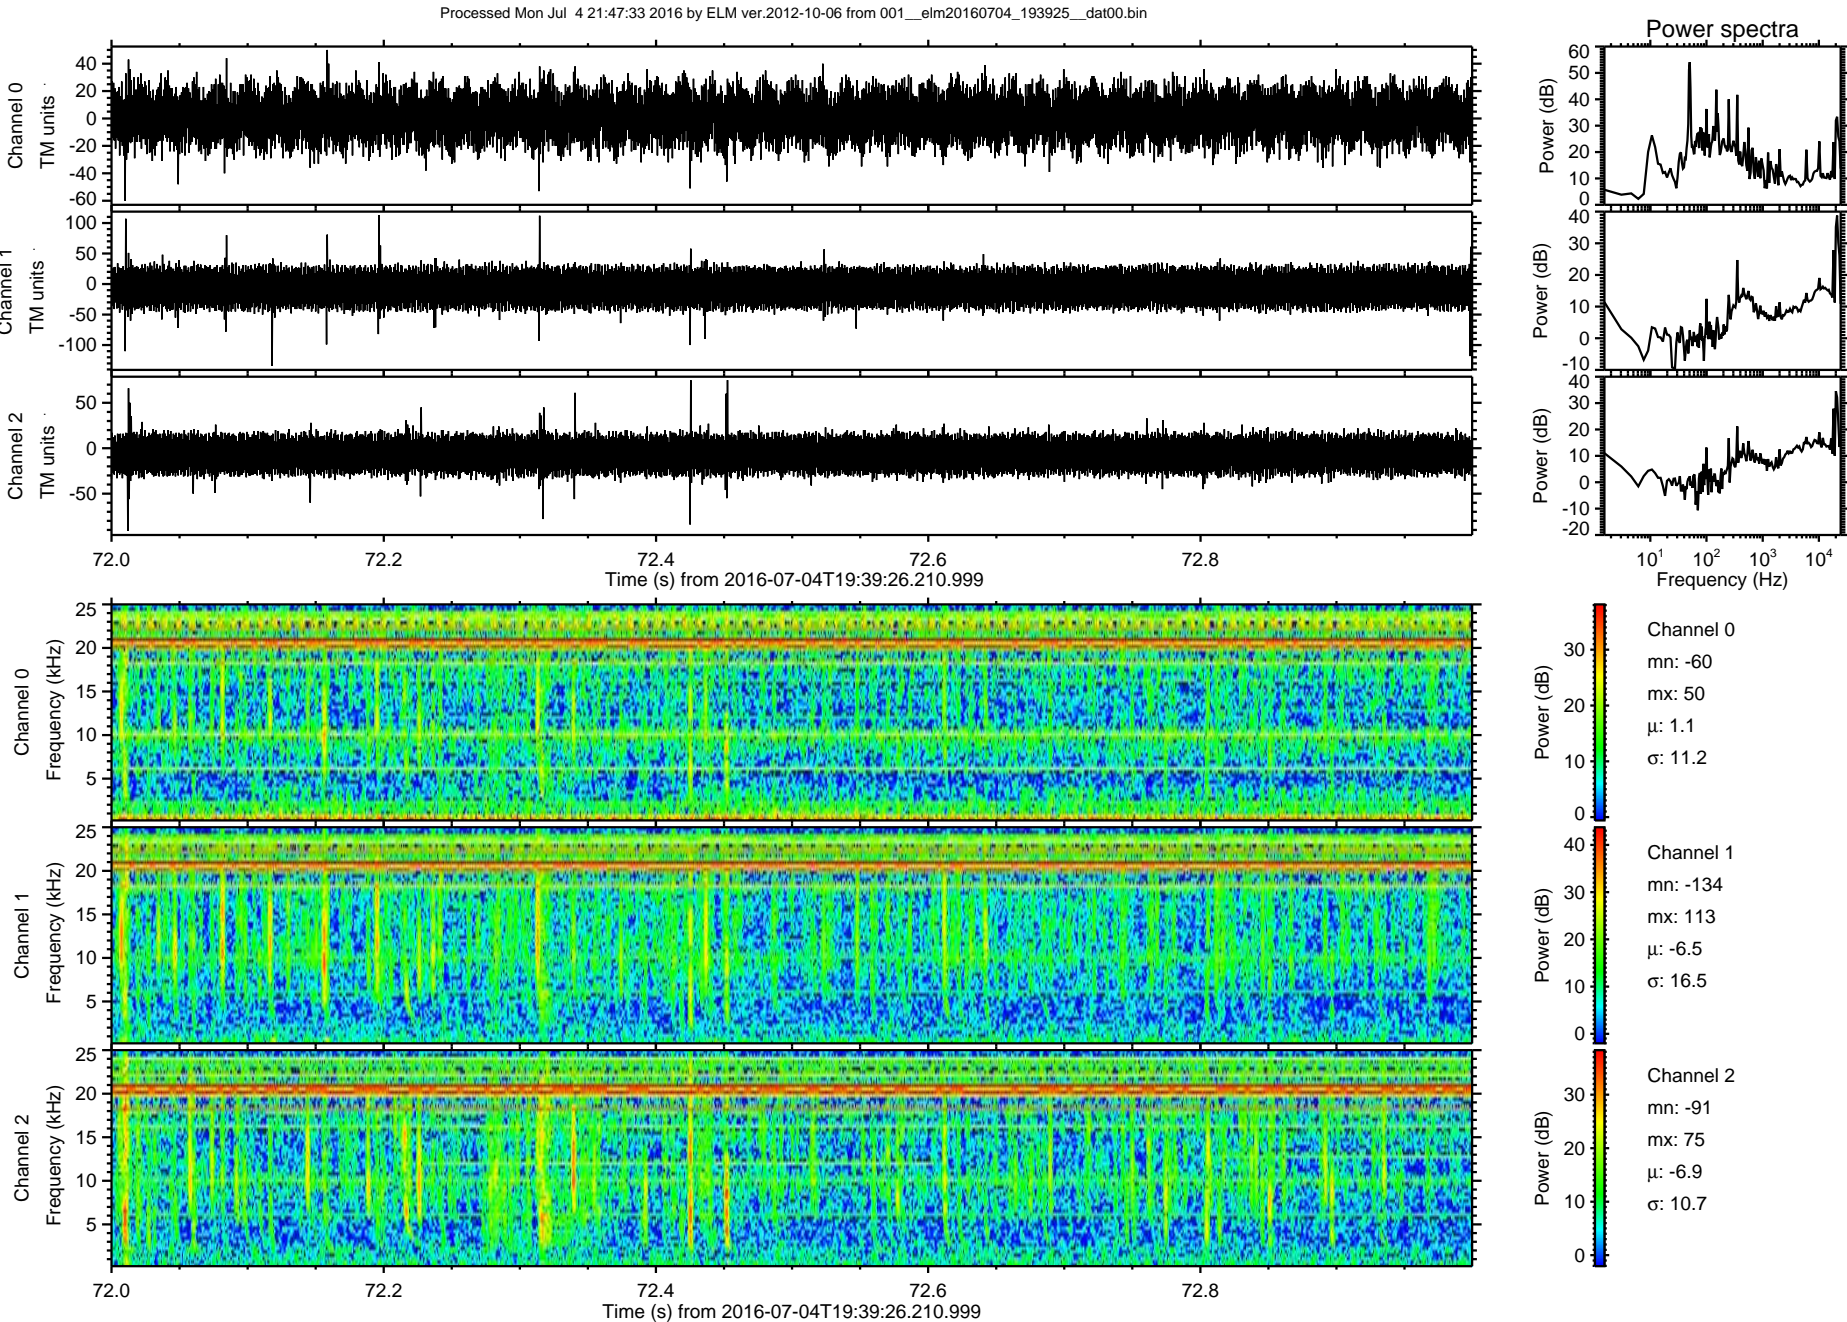 Processed Mon Jul 4 21:47:33 2016 by ELM ver.2012-10-06 from 001__elm20160704_193925__dat00.bin
Power spectra
Channel 0
TM units
40
20
0
-20
-40
-60
Power (dB)
60
50
40
30
20
10
0
Channel 1
TM units
100
50
0
-50
-100
Power (dB)
40
30
20
10
0
-10
Channel 2
TM units
50
0
-50
Power (dB)
40
30
20
10
0
-10
-20
72.0
72.2
72.4
72.6
72.8
Time (s) from 2016-07-04T19:39:26.210.999
10^1
10^2
10^3
10^4
Frequency (Hz)
Channel 0
Frequency (kHz)
25
20
15
10
5
Power (dB)
30
20
10
0
Channel 0
mn: -60
mx: 50
μ: 1.1
σ: 11.2
Channel 1
Frequency (kHz)
25
20
15
10
5
Power (dB)
40
30
20
10
0
Channel 1
mn: -134
mx: 113
μ: -6.5
σ: 16.5
Channel 2
Frequency (kHz)
25
20
15
10
5
Power (dB)
30
20
10
0
Channel 2
mn: -91
mx: 75
μ: -6.9
σ: 10.7
72.0
72.2
72.4
72.6
72.8
Time (s) from 2016-07-04T19:39:26.210.999